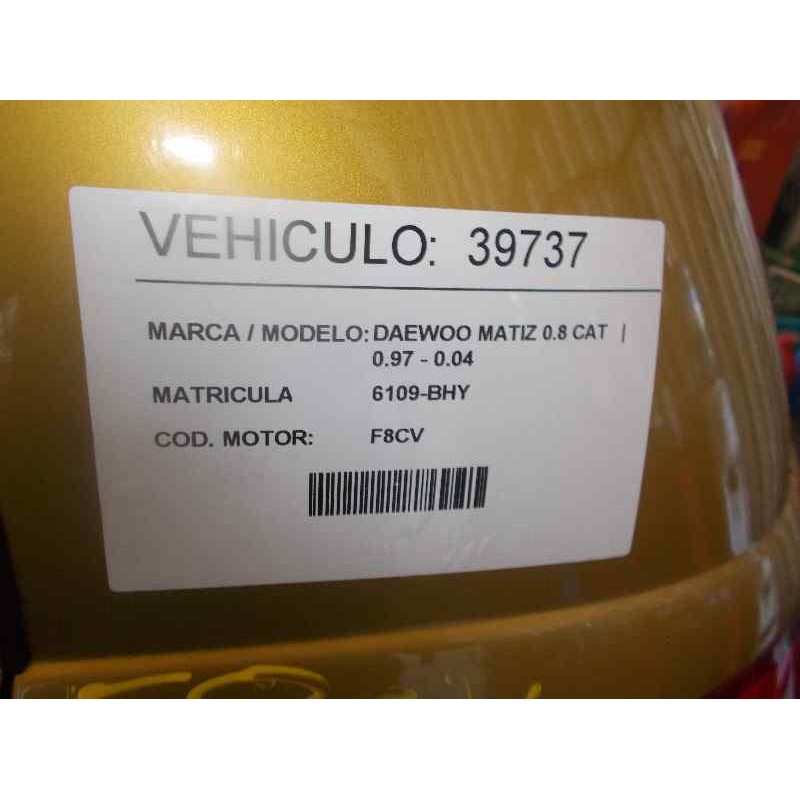 VEHICULO: 39737
MARCA / MODELO: DAEWOO MATIZ 0.8 CAT |
0.97 - 0.04
MATRICULA 6109-BHY
COD. MOTOR: F8CV